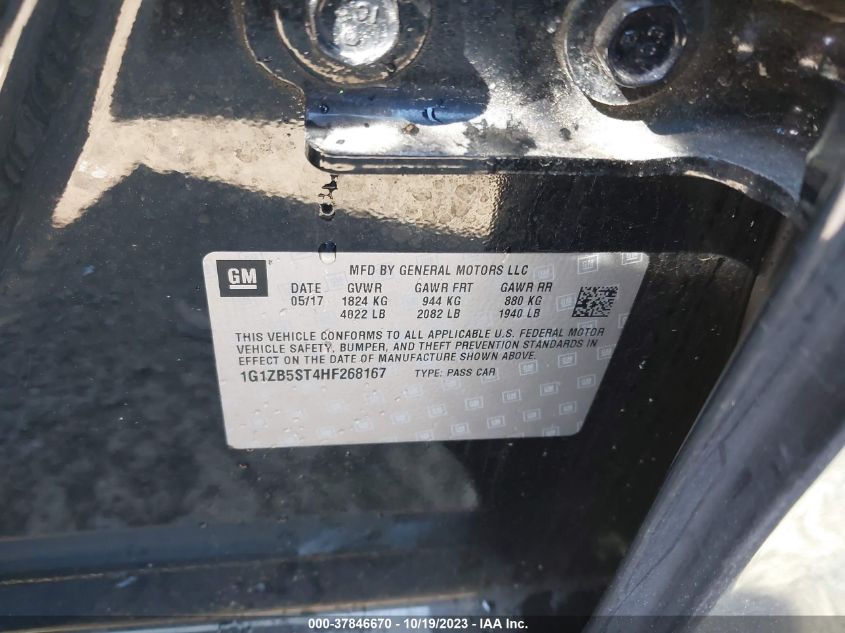 GM
MFD BY GENERAL MOTORS LLC
DATE GVWR GAWR FRT GAWR RR
05/17 1824 KG 944 KG 880 KG
4022 LB 2082 LB 1940 LB
THIS VEHICLE CONFORMS TO ALL APPLICABLE U.S. FEDERAL MOTOR
VEHICLE SAFETY, BUMPER, AND THEFT PREVENTION STANDARDS IN
EFFECT ON THE DATE OF MANUFACTURE SHOWN ABOVE.
1G1ZB5ST4HF268167 TYPE: PASS CAR
000-37846670 - 10/19/2023 - IAA Inc.